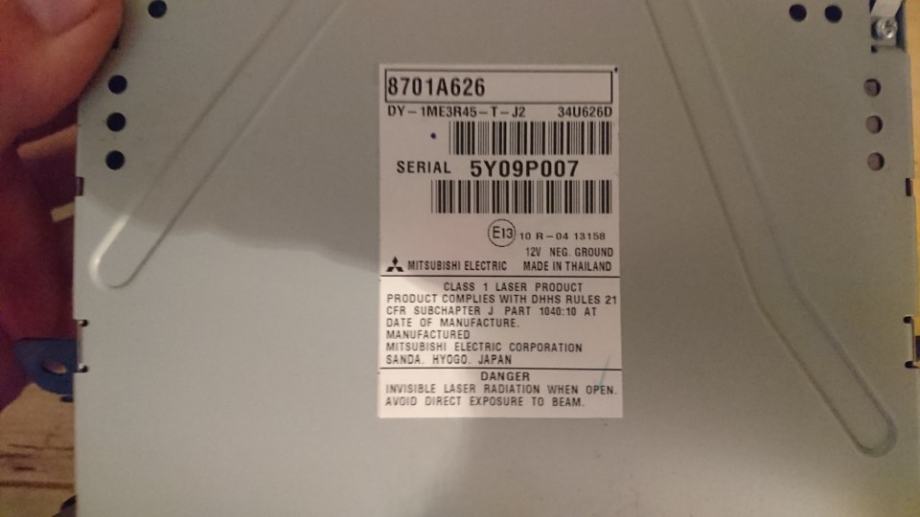 8701A626
DY-1ME3R45-T-J2 34U626D
SERIAL 5Y09P007
E13 10 R-04 13158
12V NEG. GROUND
MITSUBISHI ELECTRIC MADE IN THAILAND
CLASS 1 LASER PRODUCT
PRODUCT COMPLIES WITH DHHS RULES 21
CFR SUBCHAPTER J PART 1040:10 AT
DATE OF MANUFACTURE.
MANUFACTURED
MITSUBISHI ELECTRIC CORPORATION
SANDA. HYOGO. JAPAN
DANGER
INVISIBLE LASER RADIATION WHEN OPEN.
AVOID DIRECT EXPOSURE TO BEAM.